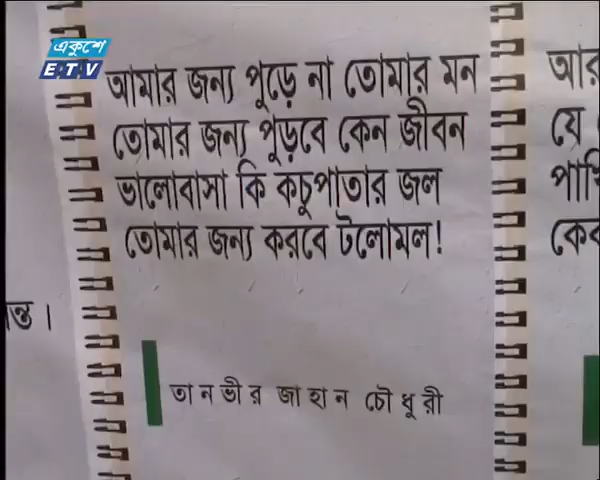 একুশে
ETV
আমার জন্য পুড়ে না তোমার মন
তোমার জন্য পুড়বে কেন জীবন
ভালোবাসা কি কচুপাতার জল
তোমার জন্য করবে টলোমল!
তানভীর জাহান চৌধুরী
যে